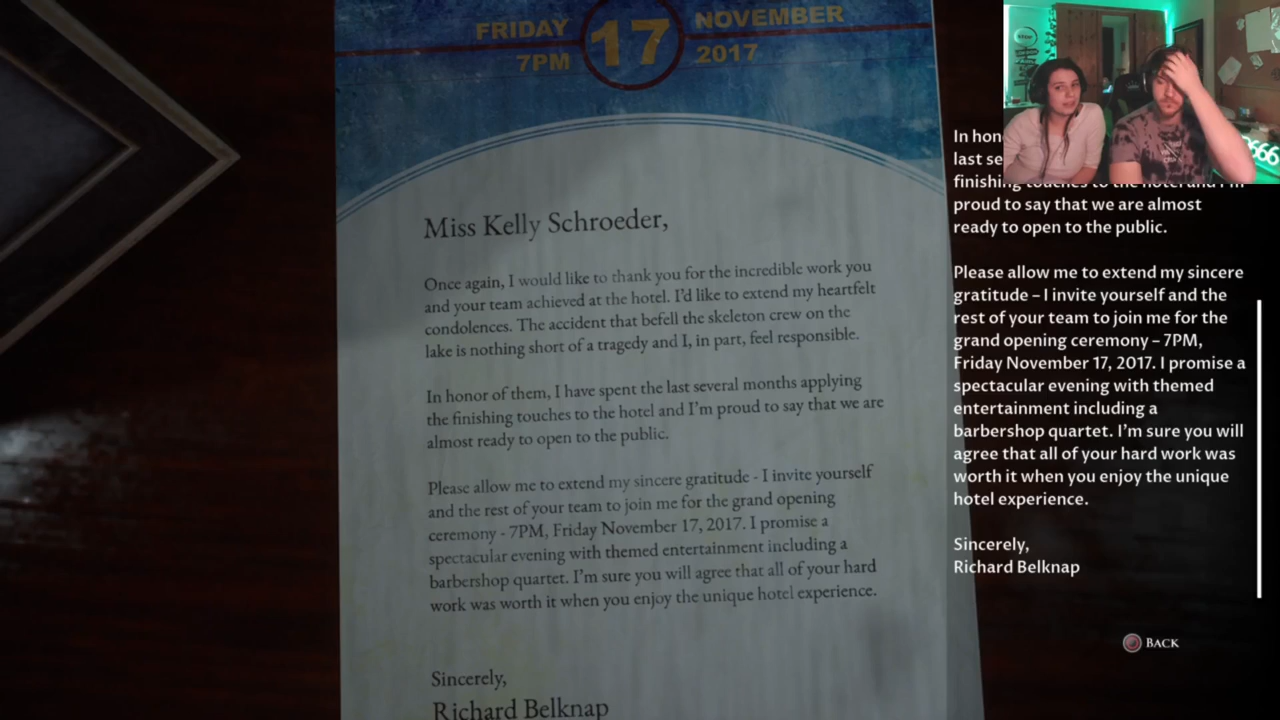 FRIDAY 17 NOVEMBER
7PM 2017
Miss Kelly Schroeder,
Once again, I would like to thank you for the incredible work you
and your team achieved at the hotel. I'd like to extend my heartfelt
condolences. The accident that befell the skeleton crew on the
lake is nothing short of a tragedy and I, in part, feel responsible.
In honor of them, I have spent the last several months applying
the finishing touches to the hotel and I'm proud to say that we are
almost ready to open to the public.
Please allow me to extend my sincere gratitude - I invite yourself
and the rest of your team to join me for the grand opening
ceremony - 7PM, Friday November 17, 2017. I promise a
spectacular evening with themed entertainment including a
barbershop quartet. I'm sure you will agree that all of your hard
work was worth it when you enjoy the unique hotel experience.
Sincerely,
Richard Belknap
In hon
last se
finishing touches to the hotel and I'm
proud to say that we are almost
ready to open to the public.
Please allow me to extend my sincere
gratitude – I invite yourself and the
rest of your team to join me for the
grand opening ceremony – 7PM,
Friday November 17, 2017. I promise a
spectacular evening with themed
entertainment including a
barbershop quartet. I'm sure you will
agree that all of your hard work was
worth it when you enjoy the unique
hotel experience.
Sincerely,
Richard Belknap
BACK